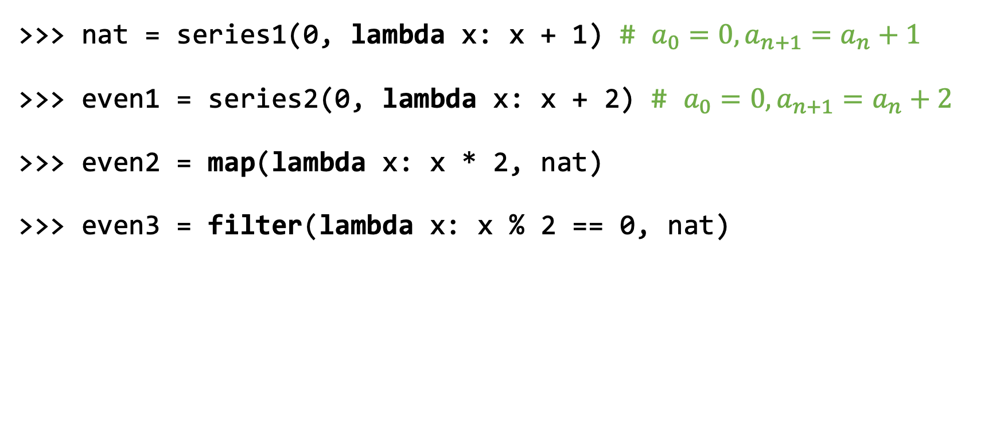 >>> nat = series1(0, lambda x: x + 1) # a₀ = 0, aₙ₊₁ = aₙ + 1
>>> even1 = series2(0, lambda x: x + 2) # a₀ = 0, aₙ₊₁ = aₙ + 2
>>> even2 = map(lambda x: x * 2, nat)
>>> even3 = filter(lambda x: x % 2 == 0, nat)